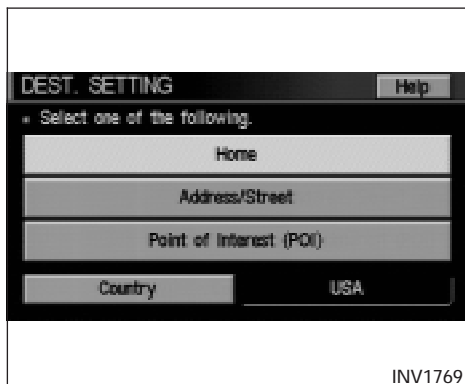 DEST. SETTING Help
Select one of the following.
Home
Address/Street
Point of Interest (POI)
Country USA
INV1769